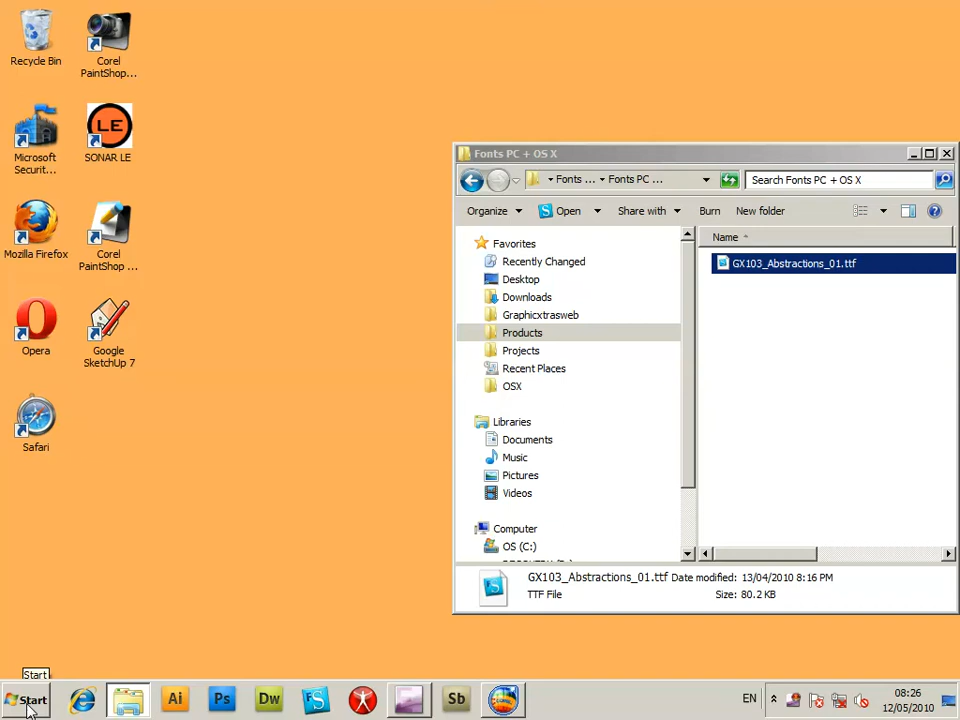 Recycle Bin
Corel
PaintShop...
Microsoft
Securit...
LE
SONAR LE
Mozilla Firefox
Corel
PaintShop ...
Opera
Google
SketchUp 7
Safari
Fonts PC + OS X
Fonts ...
Fonts PC ...
Search Fonts PC + OS X
Organize
Open
Share with
Burn
New folder
Favorites
Recently Changed
Desktop
Downloads
Graphicxtrasweb
Products
Projects
Recent Places
OSX
Libraries
Documents
Music
Pictures
Videos
Computer
OS (C:)
Name
GX103_Abstractions_01.ttf
GX103_Abstractions_01.ttf Date modified: 13/04/2010 8:16 PM
TTF File
Size: 80.2 KB
Start
Start
Ai
Ps
Dw
Sb
EN
08:26
12/05/2010